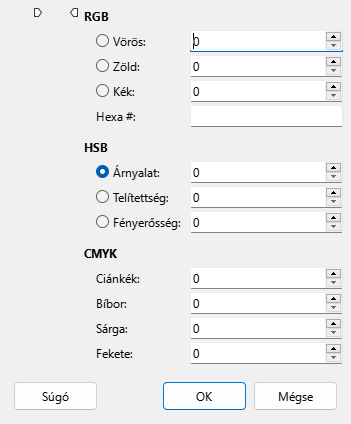 RGB
Vörös: 0
Zöld: 0
Kék: 0
Hexa #:
HSB
Árnyalat: 0
Telítettség: 0
Fényerősség: 0
CMYK
Ciánkék: 0
Bíbor: 0
Sárga: 0
Fekete: 0
Súgó OK Mégse